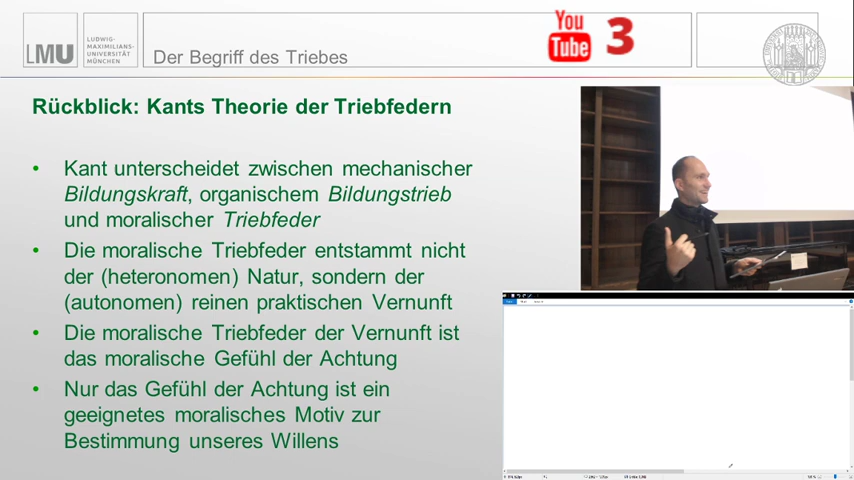 LMU
LUDWIG-
MAXIMILIANS-
UNIVERSITÄT
MÜNCHEN
Der Begriff des Triebes
You
Tube
3
Rückblick: Kants Theorie der Triebfedern
• Kant unterscheidet zwischen mechanischer
Bildungskraft, organischem Bildungstrieb
und moralischer Triebfeder
• Die moralische Triebfeder entstammt nicht
der (heteronomen) Natur, sondern der
(autonomen) reinen praktischen Vernunft
• Die moralische Triebfeder der Vernunft ist
das moralische Gefühl der Achtung
• Nur das Gefühl der Achtung ist ein
geeignetes moralisches Motiv zur
Bestimmung unseres Willens